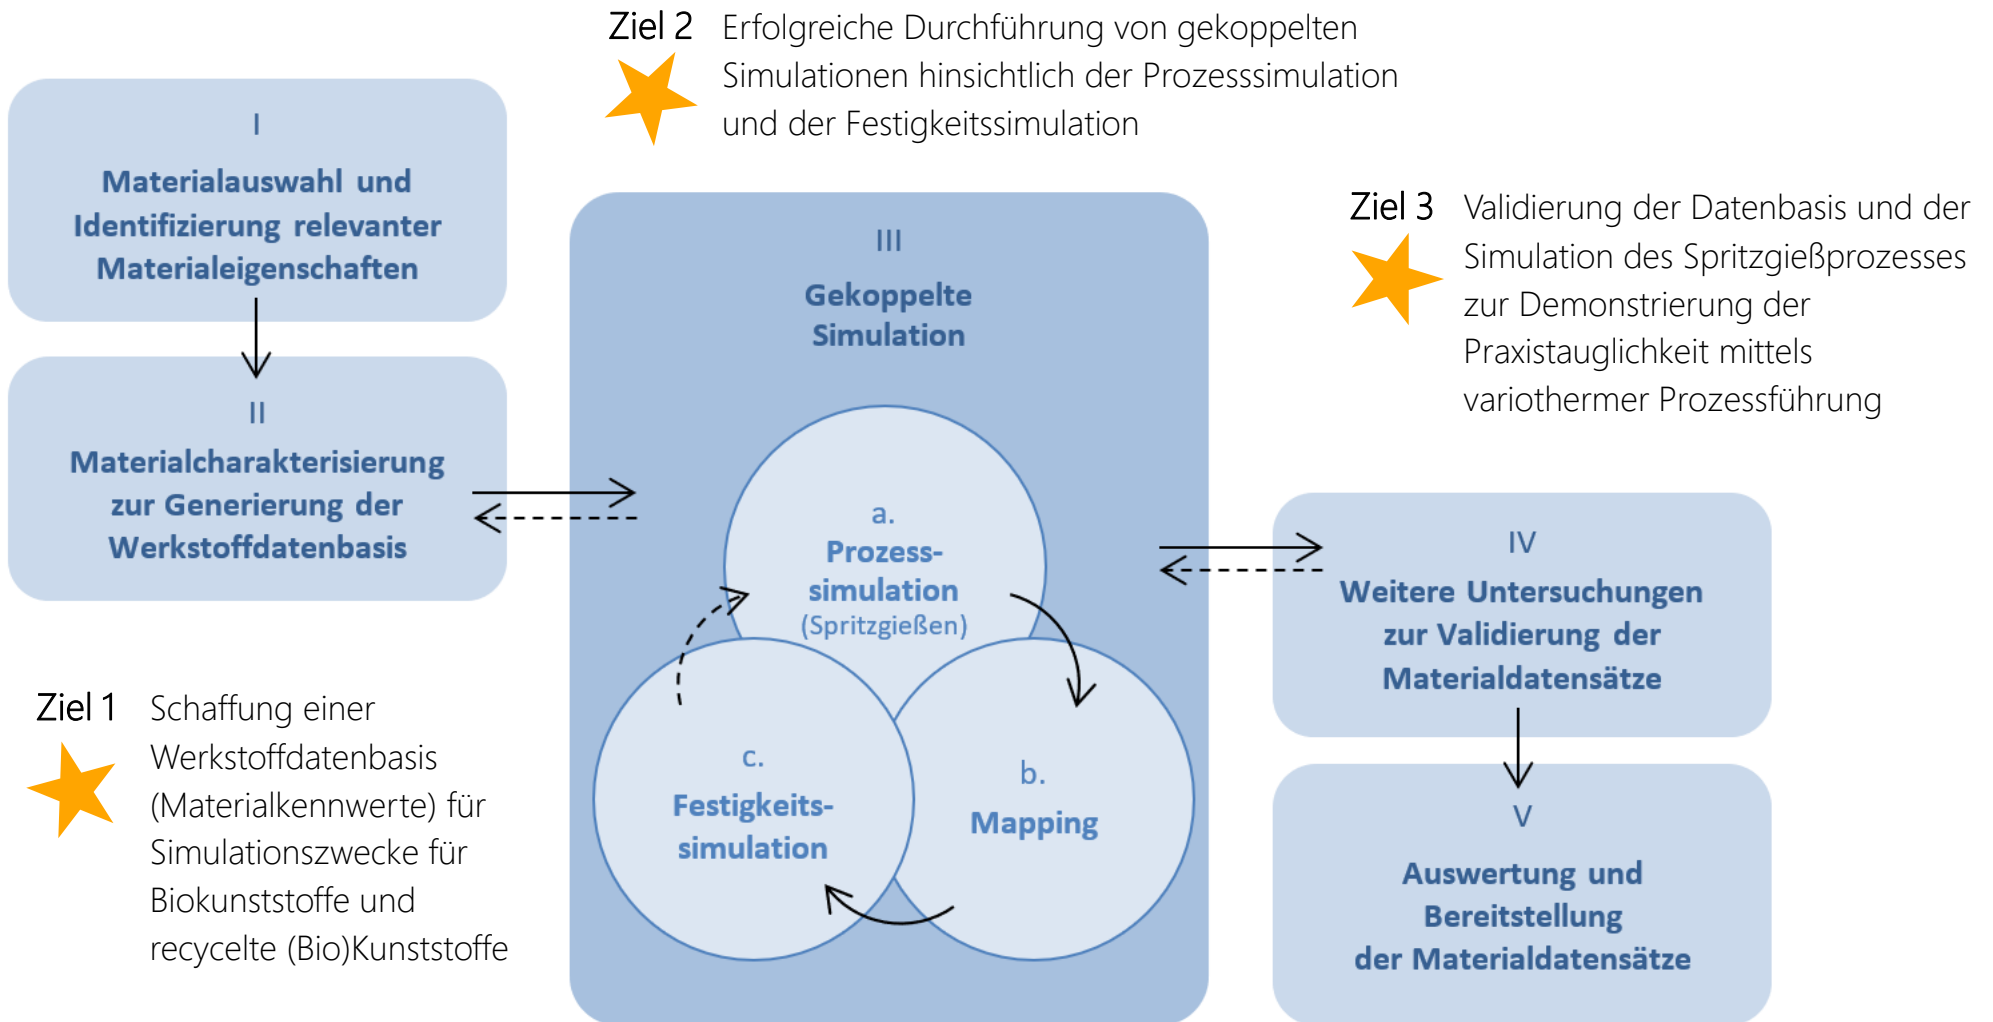 Ziel 2 Erfolgreiche Durchführung von gekoppelten
Simulationen hinsichtlich der Prozesssimulation
und der Festigkeitssimulation
I
Materialauswahl und
Identifizierung relevanter
Materialeigenschaften
II
Materialcharakterisierung
zur Generierung der
Werkstoffdatenbasis
Ziel 1 Schaffung einer
Werkstoffdatenbasis
(Materialkennwerte) für
Simulationszwecke für
Biokunststoffe und
recycelte (Bio)Kunststoffe
III
Gekoppelte
Simulation
a.
Prozess-
simulation
(Spritzgießen)
b.
Mapping
c.
Festigkeits-
simulation
Ziel 3 Validierung der Datenbasis und der
Simulation des Spritzgießprozesses
zur Demonstrierung der
Praxistauglichkeit mittels
variothermer Prozessführung
IV
Weitere Untersuchungen
zur Validierung der
Materialdatensätze
V
Auswertung und
Bereitstellung
der Materialdatensätze